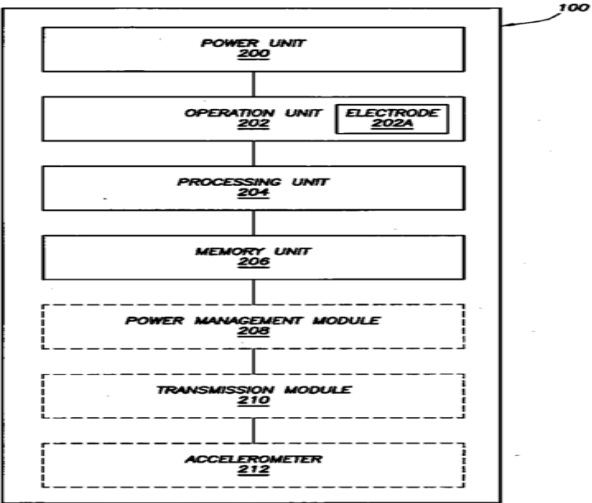 100
POWER UNIT
200
OPERATION UNIT
202
ELECTRODE
202A
PROCESSING UNIT
204
MEMORY UNIT
206
POWER MANAGEMENT MODULE
208
TRANSMISSION MODULE
210
ACCELEROMETER
212